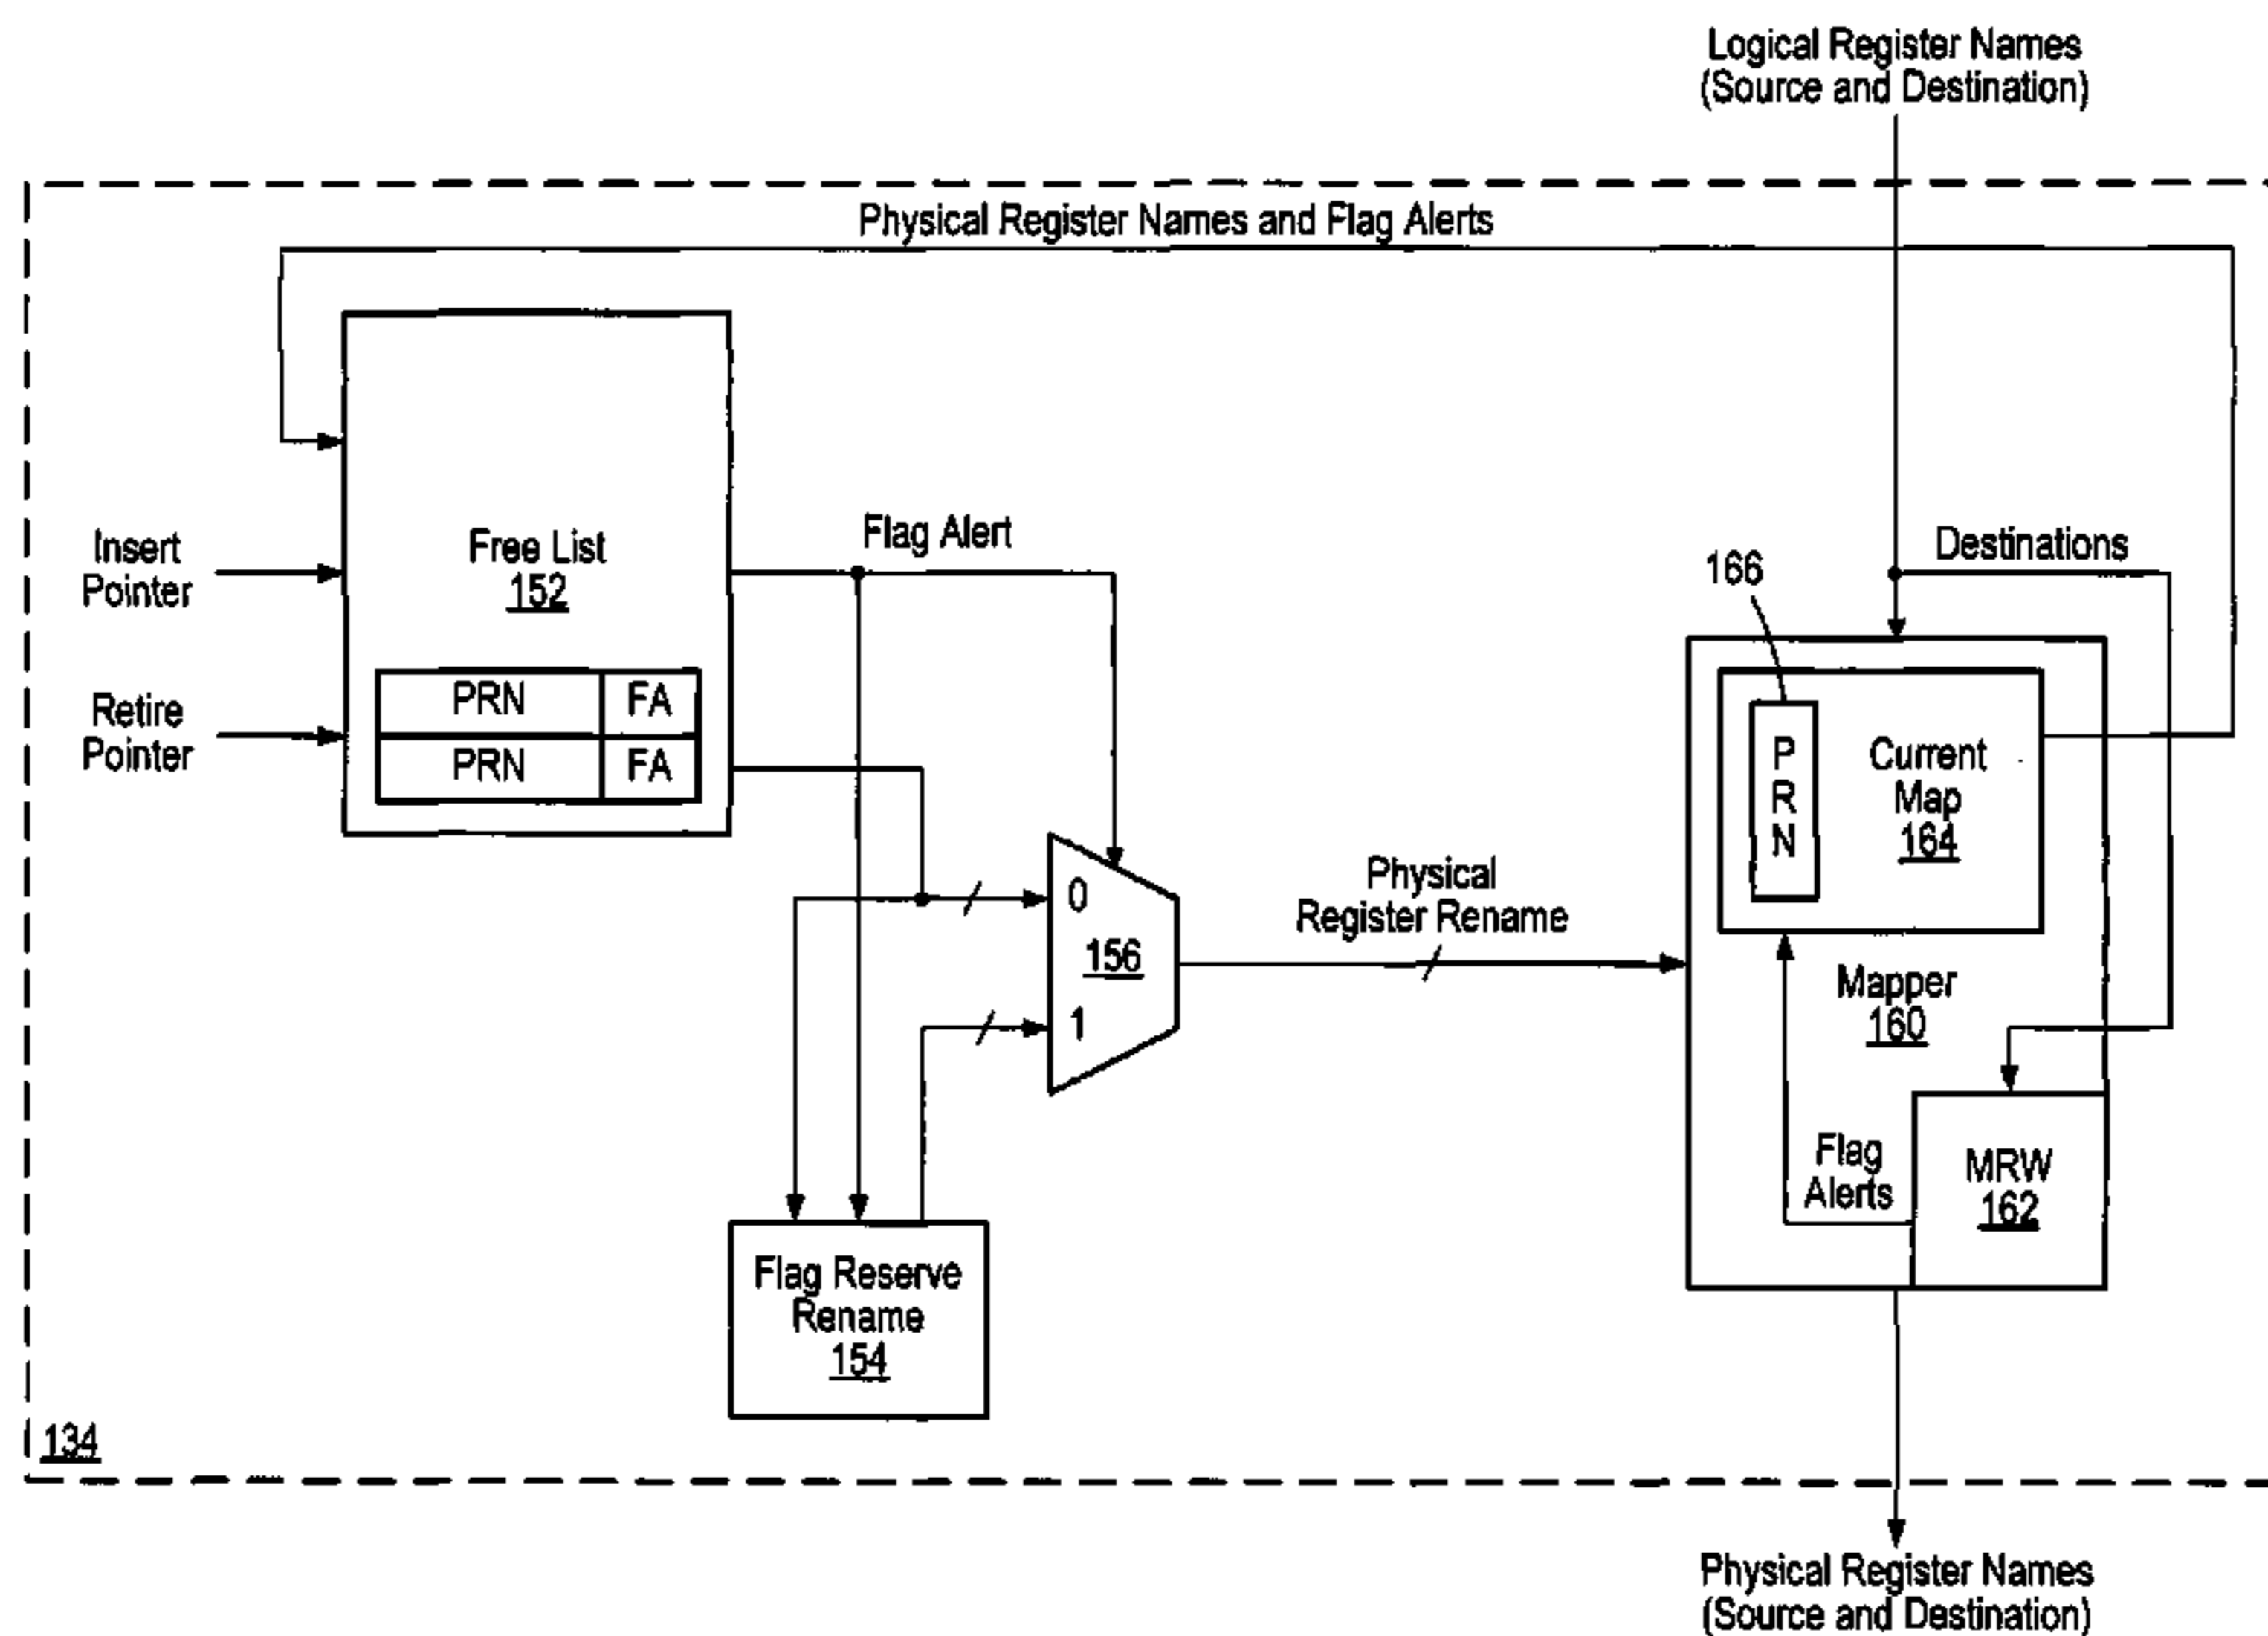 Logical Register Names
(Source and Destination)
Physical Register Names and Flag Alerts
Insert
Pointer
Retire
Pointer
Free List
152
PRN FA
PRN FA
Flag Alert
0
156
1
Flag Reserve
Rename
154
Physical
Register Rename
Destinations
166
P
R
N
Current
Map
164
Mapper
160
Flag
Alerts
MRW
162
134
Physical Register Names
(Source and Destination)